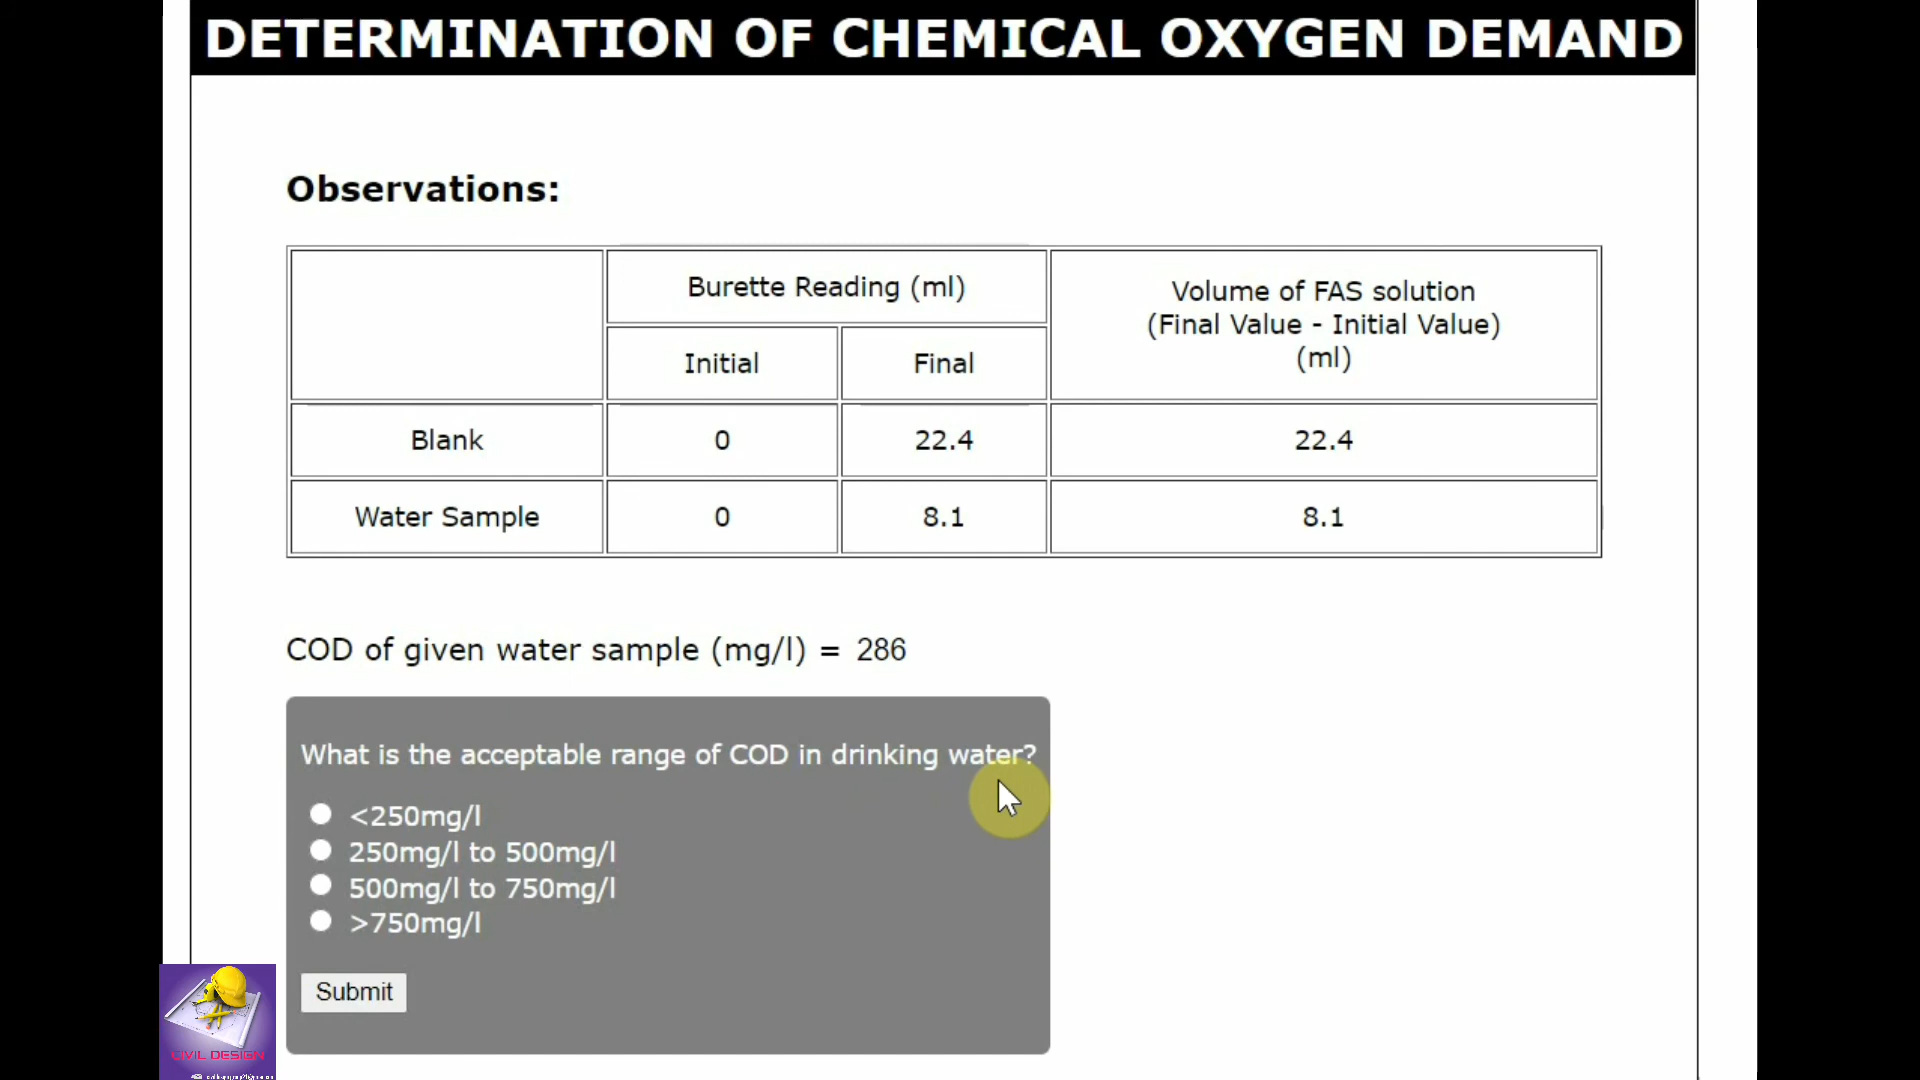 DETERMINATION OF CHEMICAL OXYGEN DEMAND
Observations:
Burette Reading (ml)
Volume of FAS solution
(Final Value - Initial Value)
(ml)
Initial
Final
Blank
0
22.4
22.4
Water Sample
0
8.1
8.1
COD of given water sample (mg/l) = 286
What is the acceptable range of COD in drinking water?
<250mg/l
250mg/l to 500mg/l
500mg/l to 750mg/l
>750mg/l
Submit
CIVIL DESIGN